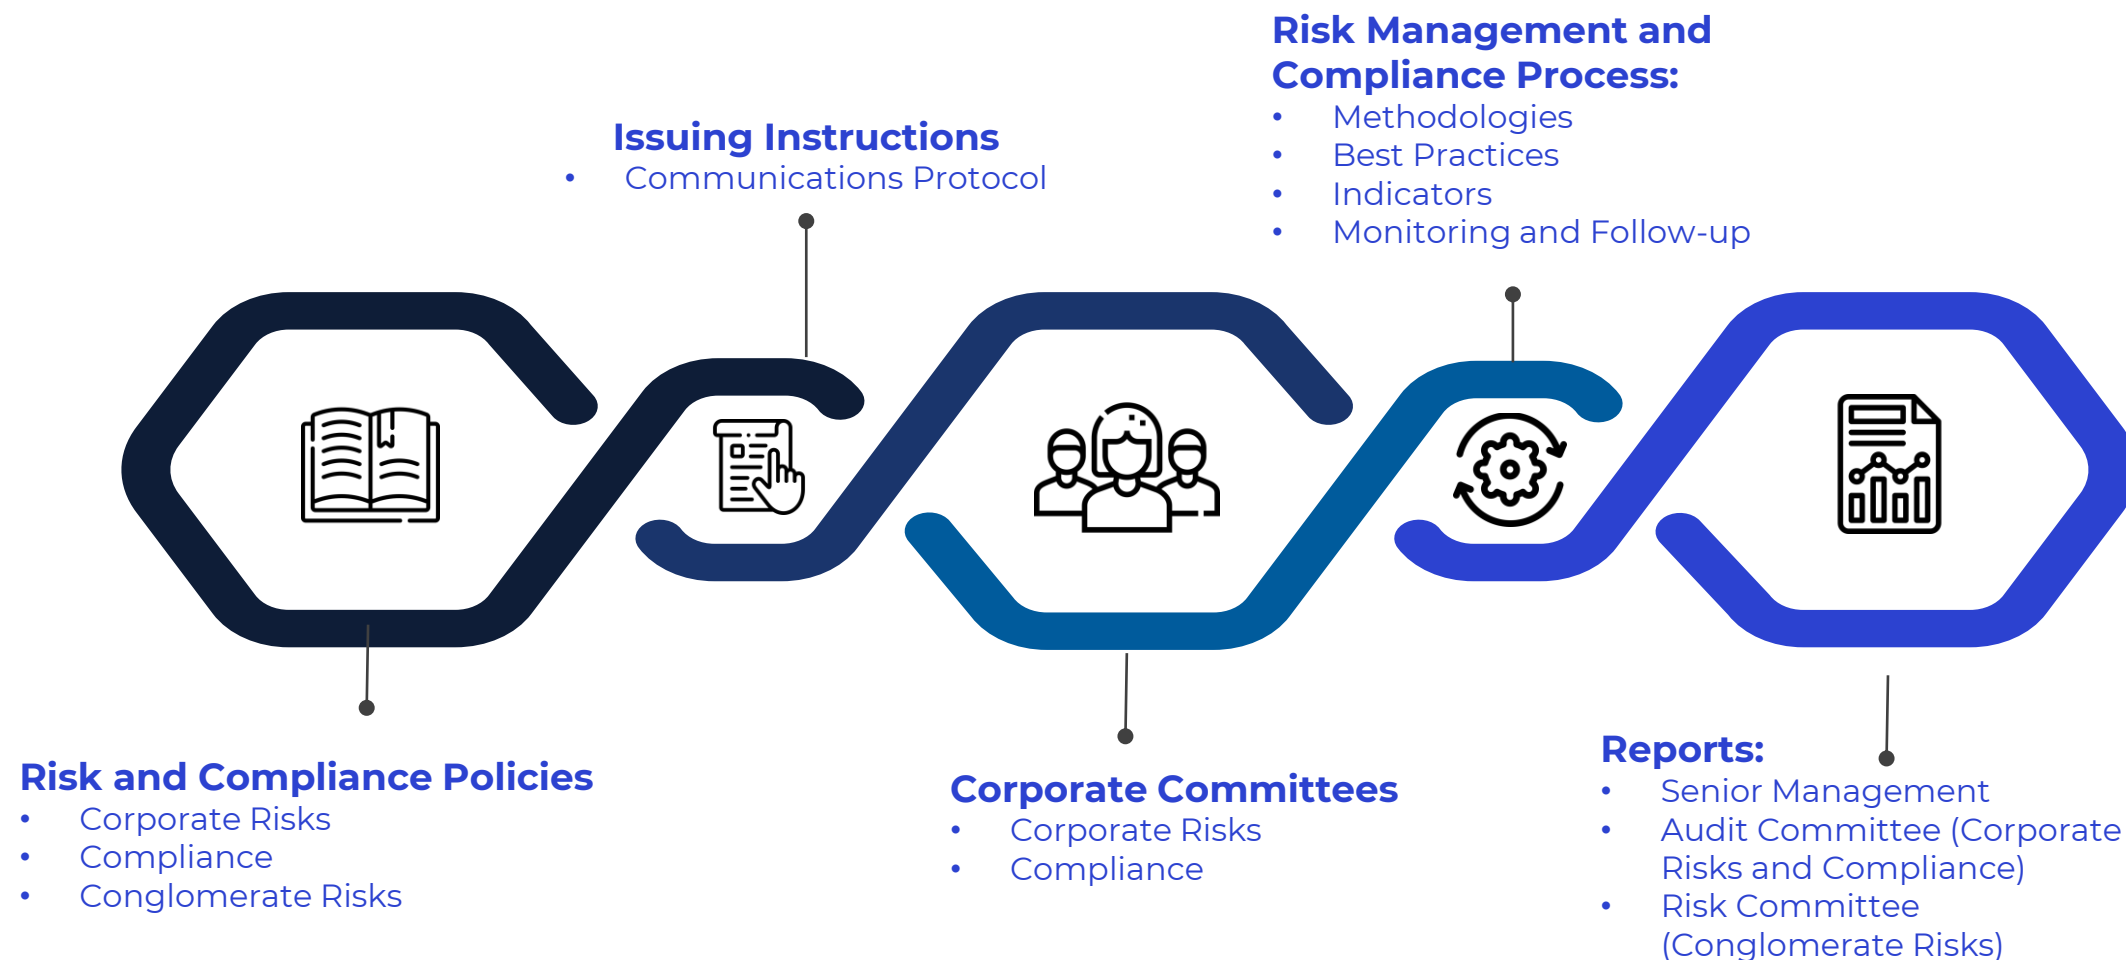 Risk and Compliance Policies
• Corporate Risks
• Compliance
• Conglomerate Risks
Issuing Instructions
• Communications Protocol
Corporate Committees
• Corporate Risks
• Compliance
Risk Management and
Compliance Process:
• Methodologies
• Best Practices
• Indicators
• Monitoring and Follow-up
Reports:
• Senior Management
• Audit Committee (Corporate
Risks and Compliance)
• Risk Committee
(Conglomerate Risks)